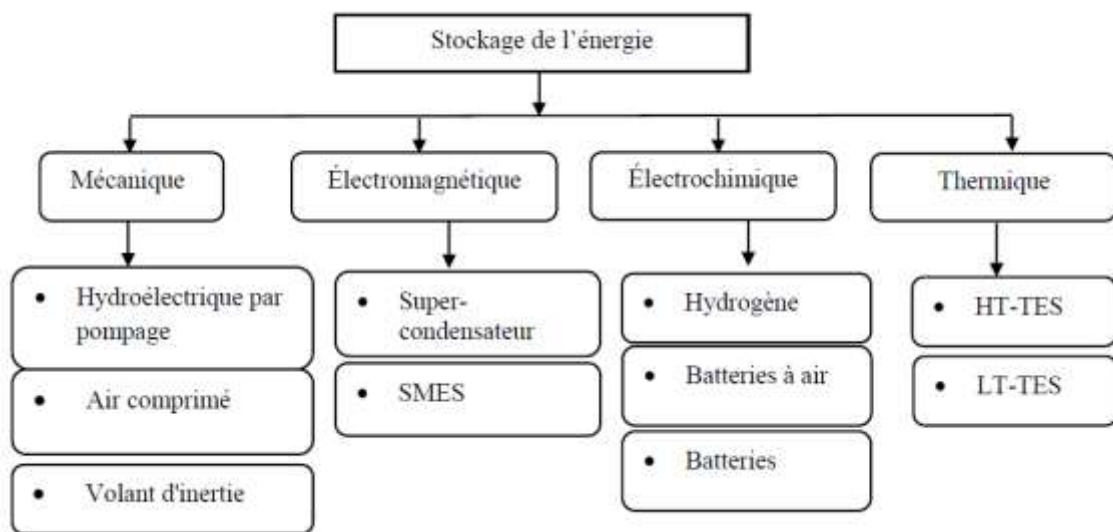 Stockage de l’énergie
Mécanique
Électromagnétique
Électrochimique
Thermique
• Hydroélectrique par
pompage
• Air comprimé
• Volant d'inertie
• Super-
condensateur
• SMES
• Hydrogène
• Batteries à air
• Batteries
• HT-TES
• LT-TES